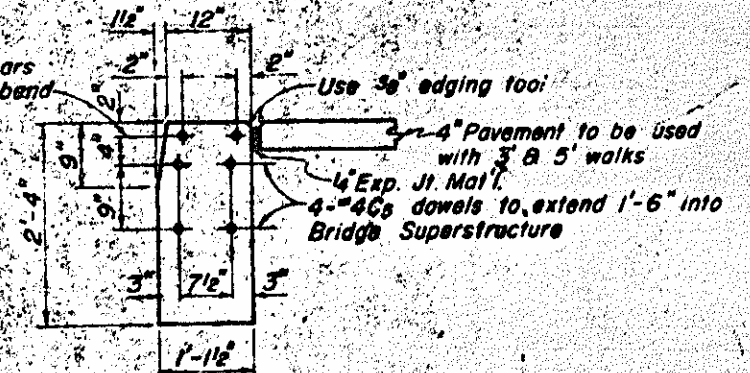 1½" 12"
2" 2"
ars
bend
2"
Use ⅜" edging tool
4" Pavement to be used
with 3' & 5' walks
¼" Exp. Jt. Mat'l.
4-#4C₈ dowels to extend 1'-6" into
Bridge Superstructure
9" 4"
2'-4" 9"
3" 7½" 3"
1'-1½"